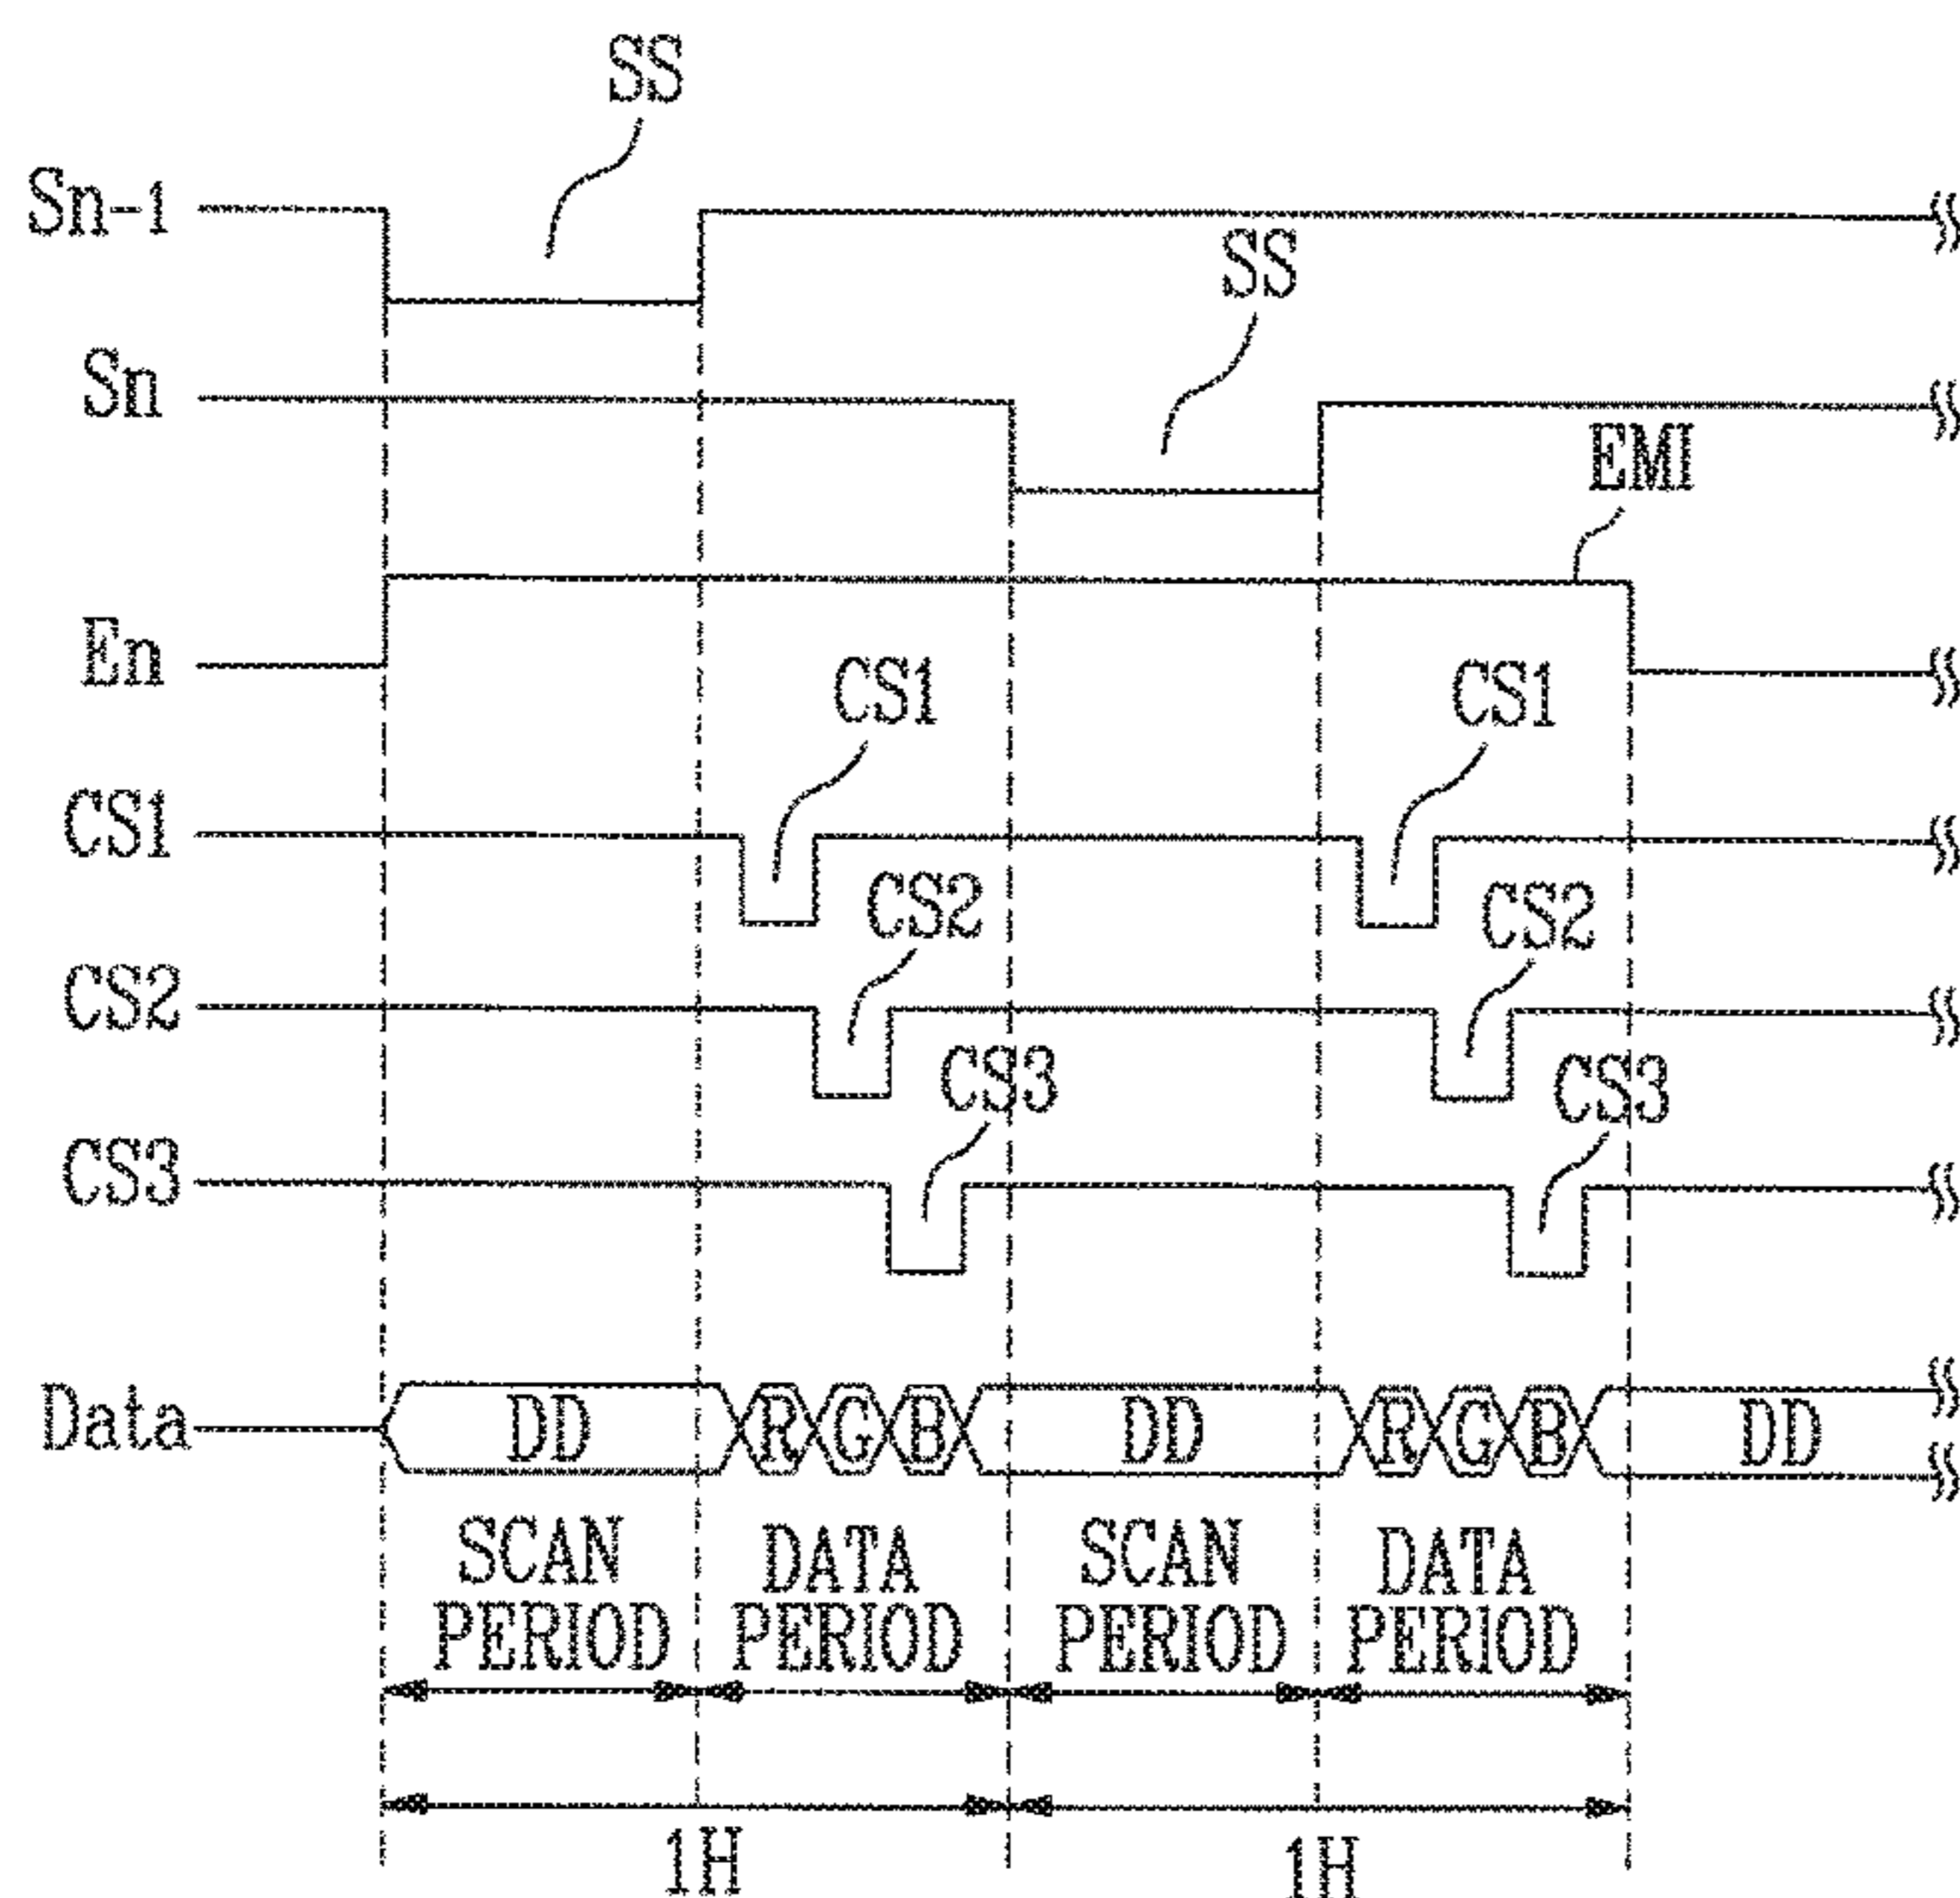 SS
Sn-1
SS
Sn
EMI
En
CS1
CS1
CS1
CS2
CS2
CS2
CS3
CS3
CS3
Data
DD
R
G
B
DD
R
G
B
DD
SCAN
PERIOD
DATA
PERIOD
SCAN
PERIOD
DATA
PERIOD
1H
1H